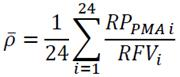 ρ̄ = 1/24 ∑_{i=1}^{24} RP_{PMA i} / RFV_i